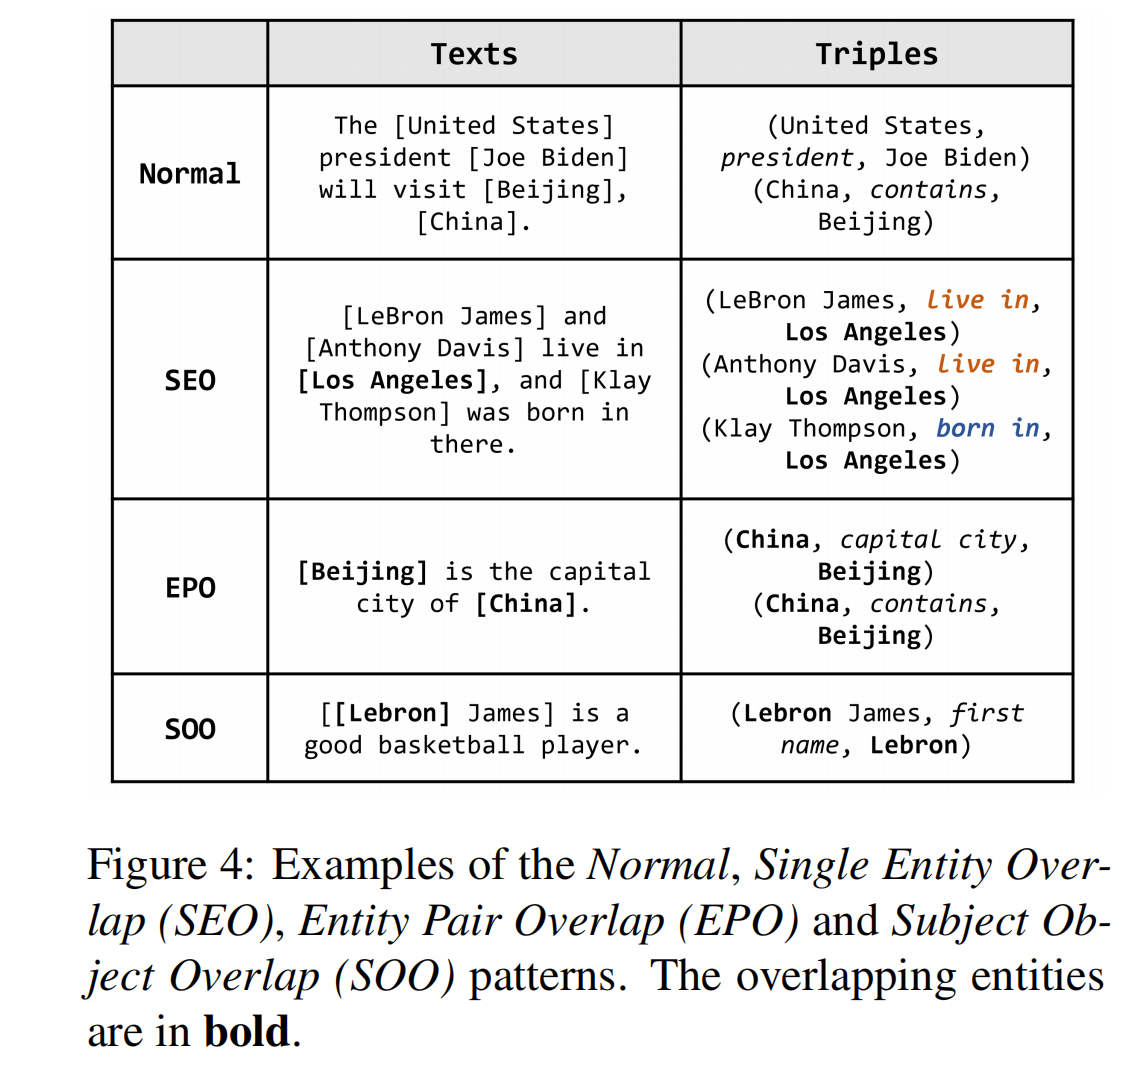 Texts Triples
Normal
The [United States]
president [Joe Biden]
will visit [Beijing],
[China].
(United States,
president, Joe Biden)
(China, contains,
Beijing)
SEO
[LeBron James] and
[Anthony Davis] live in
[Los Angeles], and [Klay
Thompson] was born in
there.
(LeBron James, live in,
Los Angeles)
(Anthony Davis, live in,
Los Angeles)
(Klay Thompson, born in,
Los Angeles)
EPO
[Beijing] is the capital
city of [China].
(China, capital city,
Beijing)
(China, contains,
Beijing)
SOO
[[Lebron] James] is a
good basketball player.
(Lebron James, first
name, Lebron)
Figure 4: Examples of the Normal, Single Entity Over-
lap (SEO), Entity Pair Overlap (EPO) and Subject Ob-
ject Overlap (SOO) patterns. The overlapping entities
are in bold.